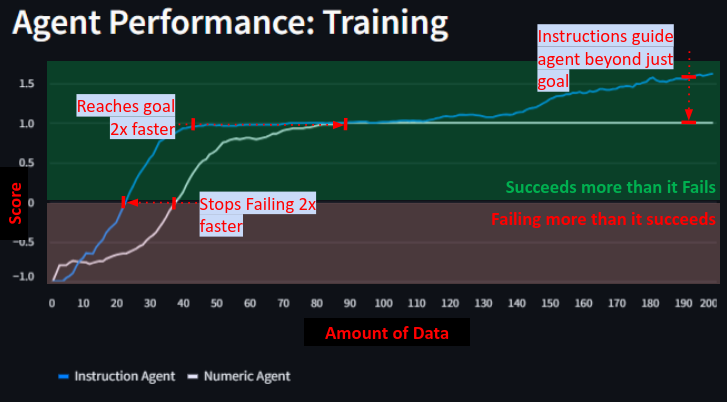 Agent Performance: Training
Instructions guide
agent beyond just
goal
Reaches goal
2x faster
Stops Failing 2x
faster
Succeeds more than it Fails
Failing more than it succeeds
Score
1.5
1.0
0.5
0
−0.5
−1.0
0 10 20 30 40 50 60 70 80 90 100 110 120 130 140 150 160 170 180 190 200
Amount of Data
Instruction Agent Numeric Agent